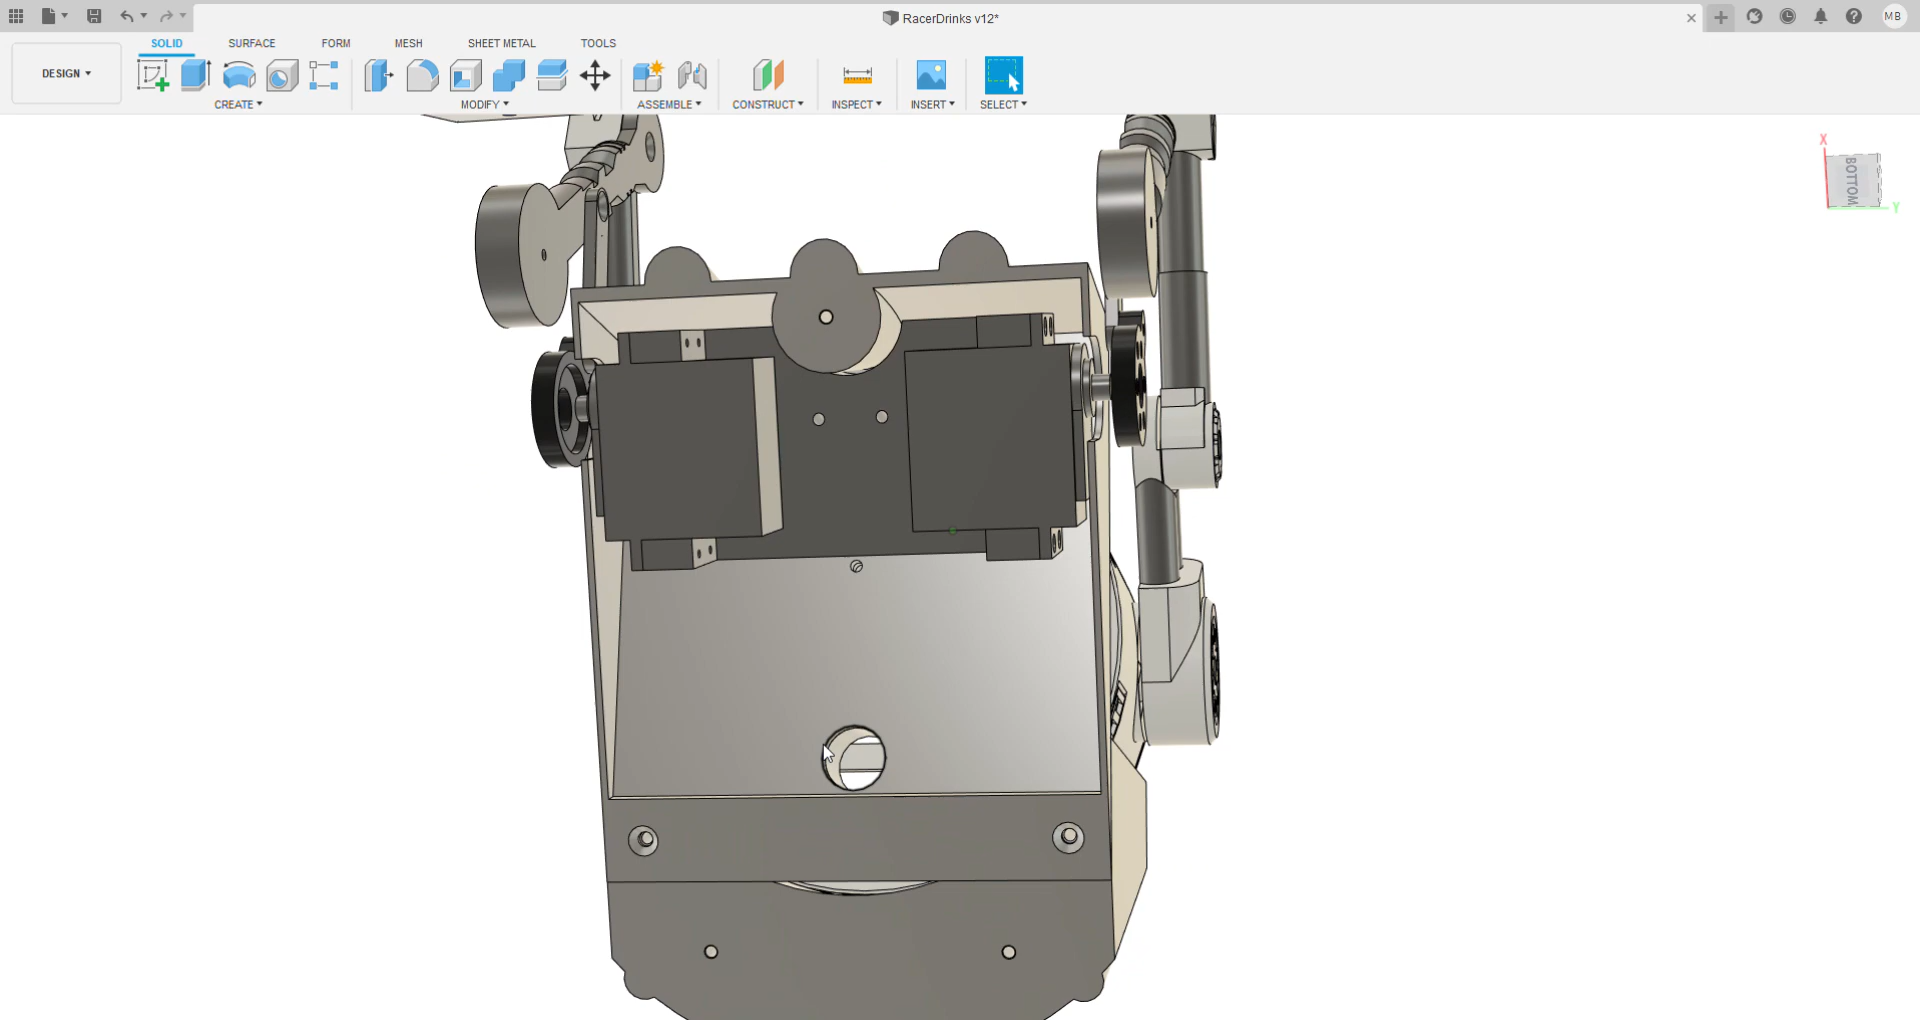 RacerDrinks v12*
MB
SOLID
SURFACE
FORM
MESH
SHEET METAL
TOOLS
DESIGN
CREATE
MODIFY
ASSEMBLE
CONSTRUCT
INSPECT
INSERT
SELECT
X
BOTTOM
Y